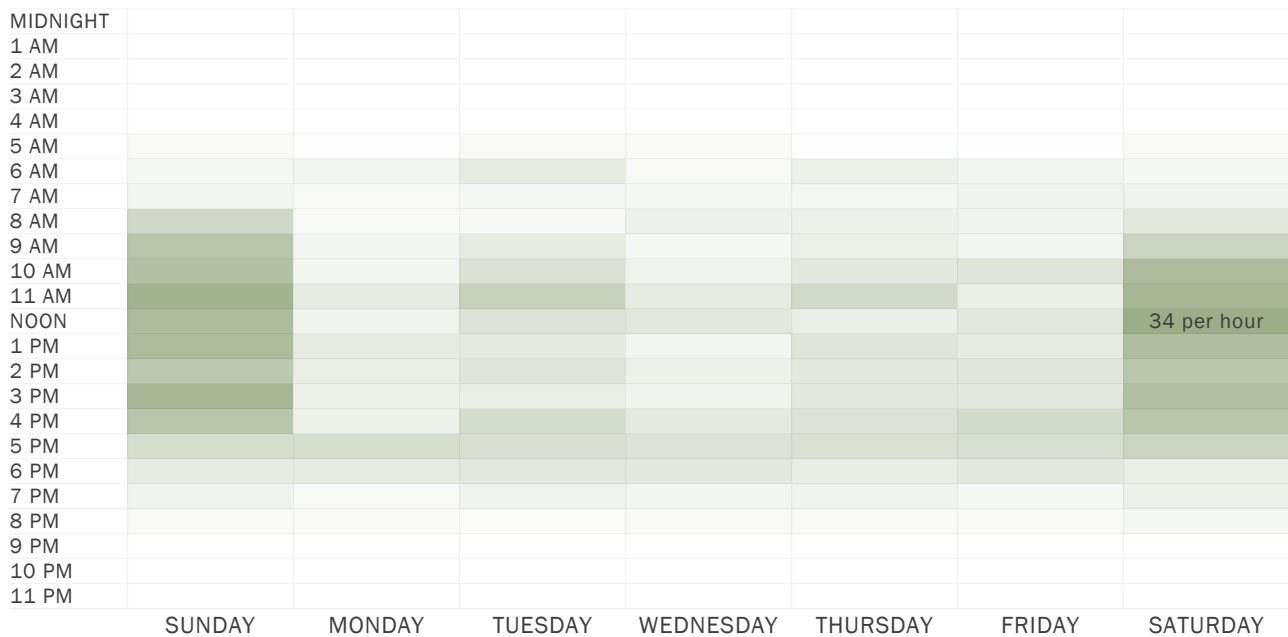 MIDNIGHT
1 AM
2 AM
3 AM
4 AM
5 AM
6 AM
7 AM
8 AM
9 AM
10 AM
11 AM
NOON 34 per hour
1 PM
2 PM
3 PM
4 PM
5 PM
6 PM
7 PM
8 PM
9 PM
10 PM
11 PM
SUNDAY MONDAY TUESDAY WEDNESDAY THURSDAY FRIDAY SATURDAY